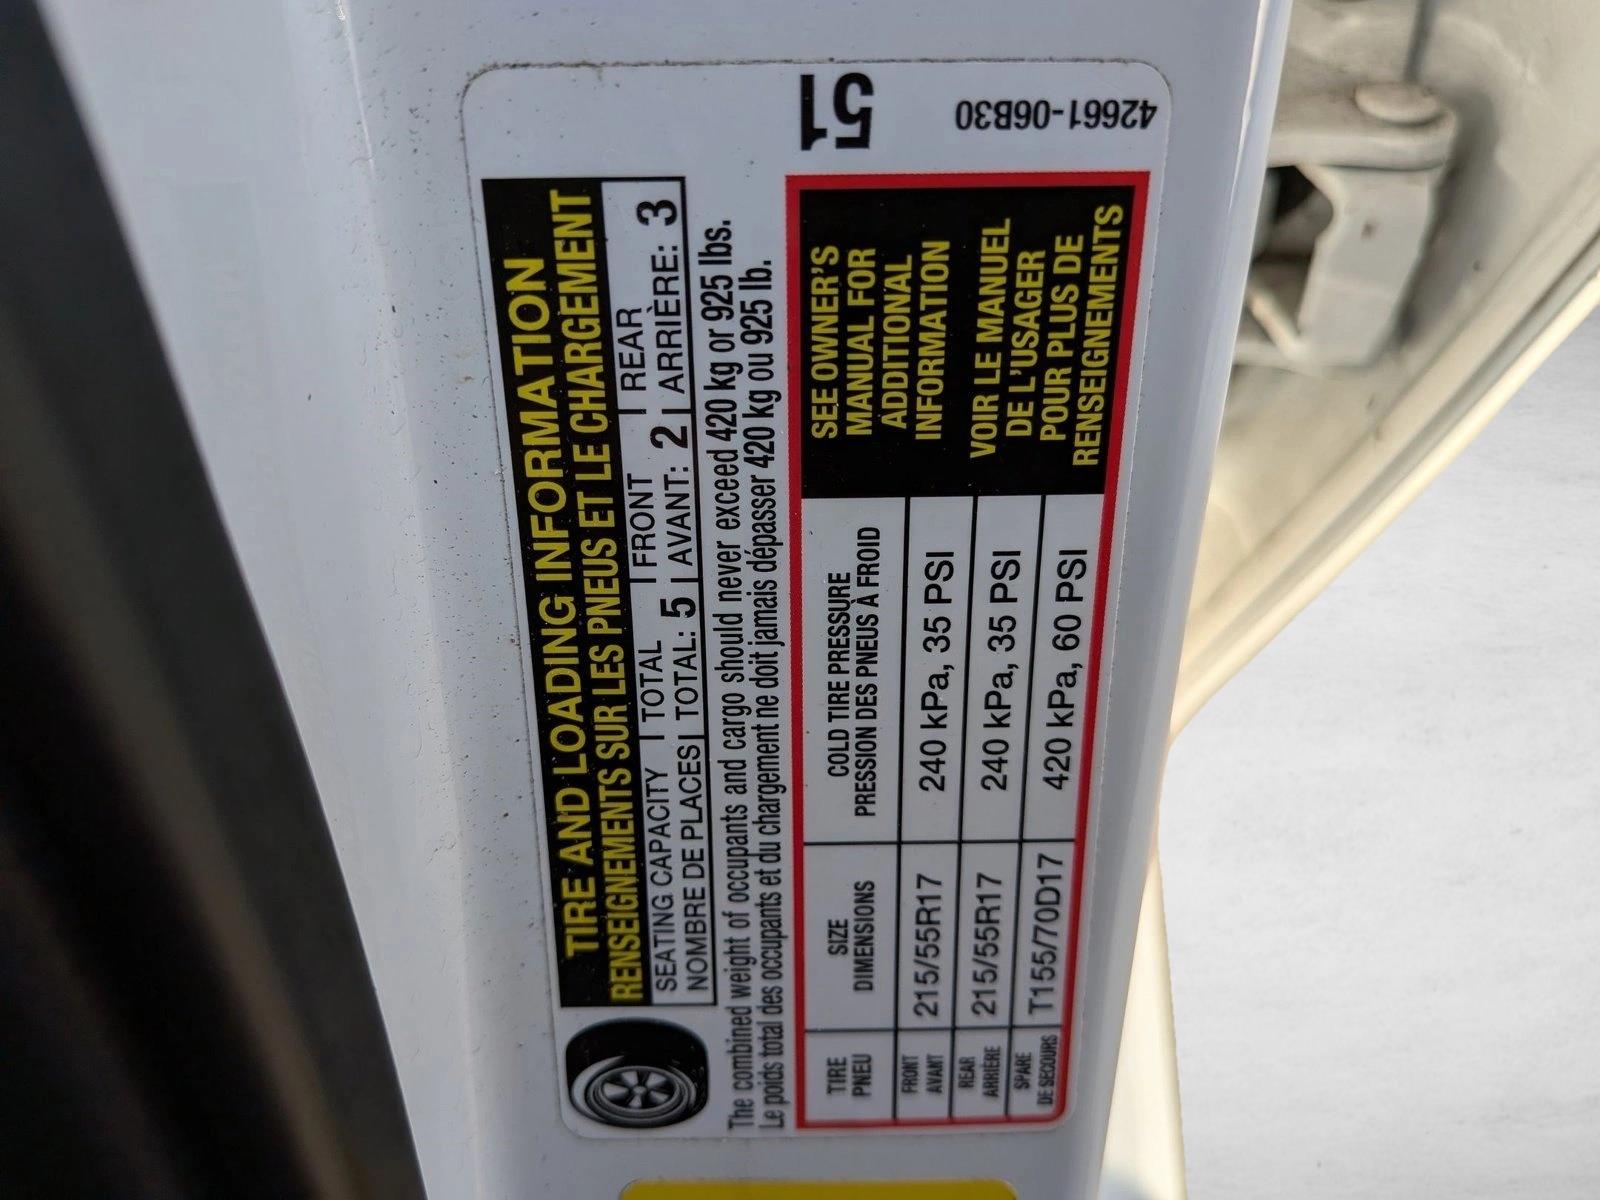 TIRE AND LOADING INFORMATION
RENSEIGNEMENTS SUR LES PNEUS ET LE CHARGEMENT
SEATING CAPACITY | TOTAL | FRONT | REAR
NOMBRE DE PLACES | TOTAL: 5 | AVANT: 2 | ARRIÈRE: 3
The combined weight of occupants and cargo should never exceed 420 kg or 925 lbs.
Le poids total des occupants et du chargement ne doit jamais dépasser 420 kg ou 925 lb.
TIRE SIZE COLD TIRE PRESSURE
PNEU DIMENSIONS PRESSION DES PNEUS À FROID
FRONT
AVANT 215/55R17 240 kPa, 35 PSI
REAR
ARRIÈRE 215/55R17 240 kPa, 35 PSI
SPARE
DE SECOURS T155/70D17 420 kPa, 60 PSI
SEE OWNER'S
MANUAL FOR
ADDITIONAL
INFORMATION
VOIR LE MANUEL
DE L'USAGER
POUR PLUS DE
RENSEIGNEMENTS
51
42661-06B30